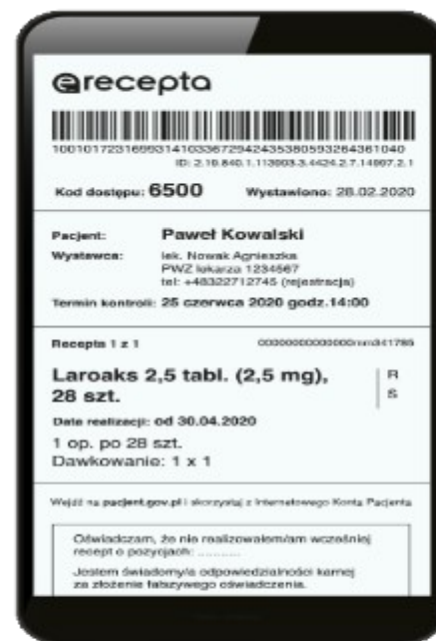 erecepta
ID: 2.16.840.1.113003.3.4424.2.7.14007.2.1
Kod dostępu: 6500 Wystawiono: 28.02.2020
Pacjent: Paweł Kowalski
Wystawca: lek. Nowak Agnieszka
PWZ lekarza 1234567
tel: +48322712745 (rejestracja)
Termin kontroli: 25 czerwca 2020 godz.14:00
Recepta 1 z 1
Laroaks 2,5 tabl. (2,5 mg), R
28 szt. S
Data realizacji: od 30.04.2020
1 op. po 28 szt.
Dawkowanie: 1 x 1
Wejdź na pacjent.gov.pl i skorzystaj z Internetowego Konta Pacjenta
Oświadczam, że nie realizowałem/am wcześniej
recept o pozycjach: ...........
Jestem świadomy/a odpowiedzialności karnej
za złożenie fałszywego oświadczenia.